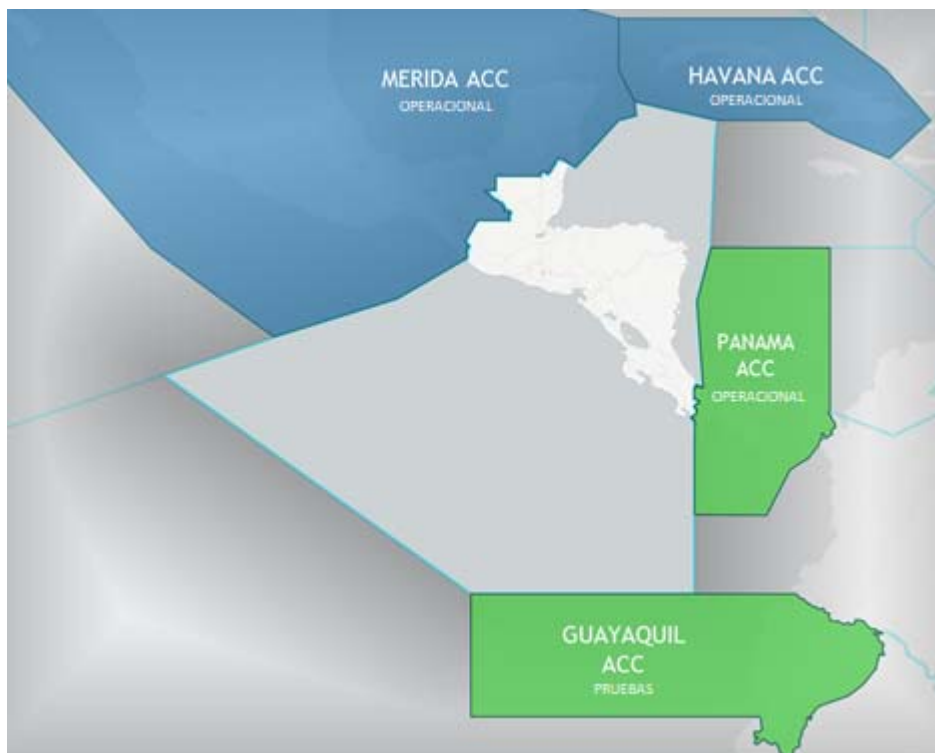 MERIDA ACC
OPERACIONAL
HAVANA ACC
OPERACIONAL
PANAMA
ACC
OPERACIONAL
GUAYAQUIL
ACC
PRUEBAS